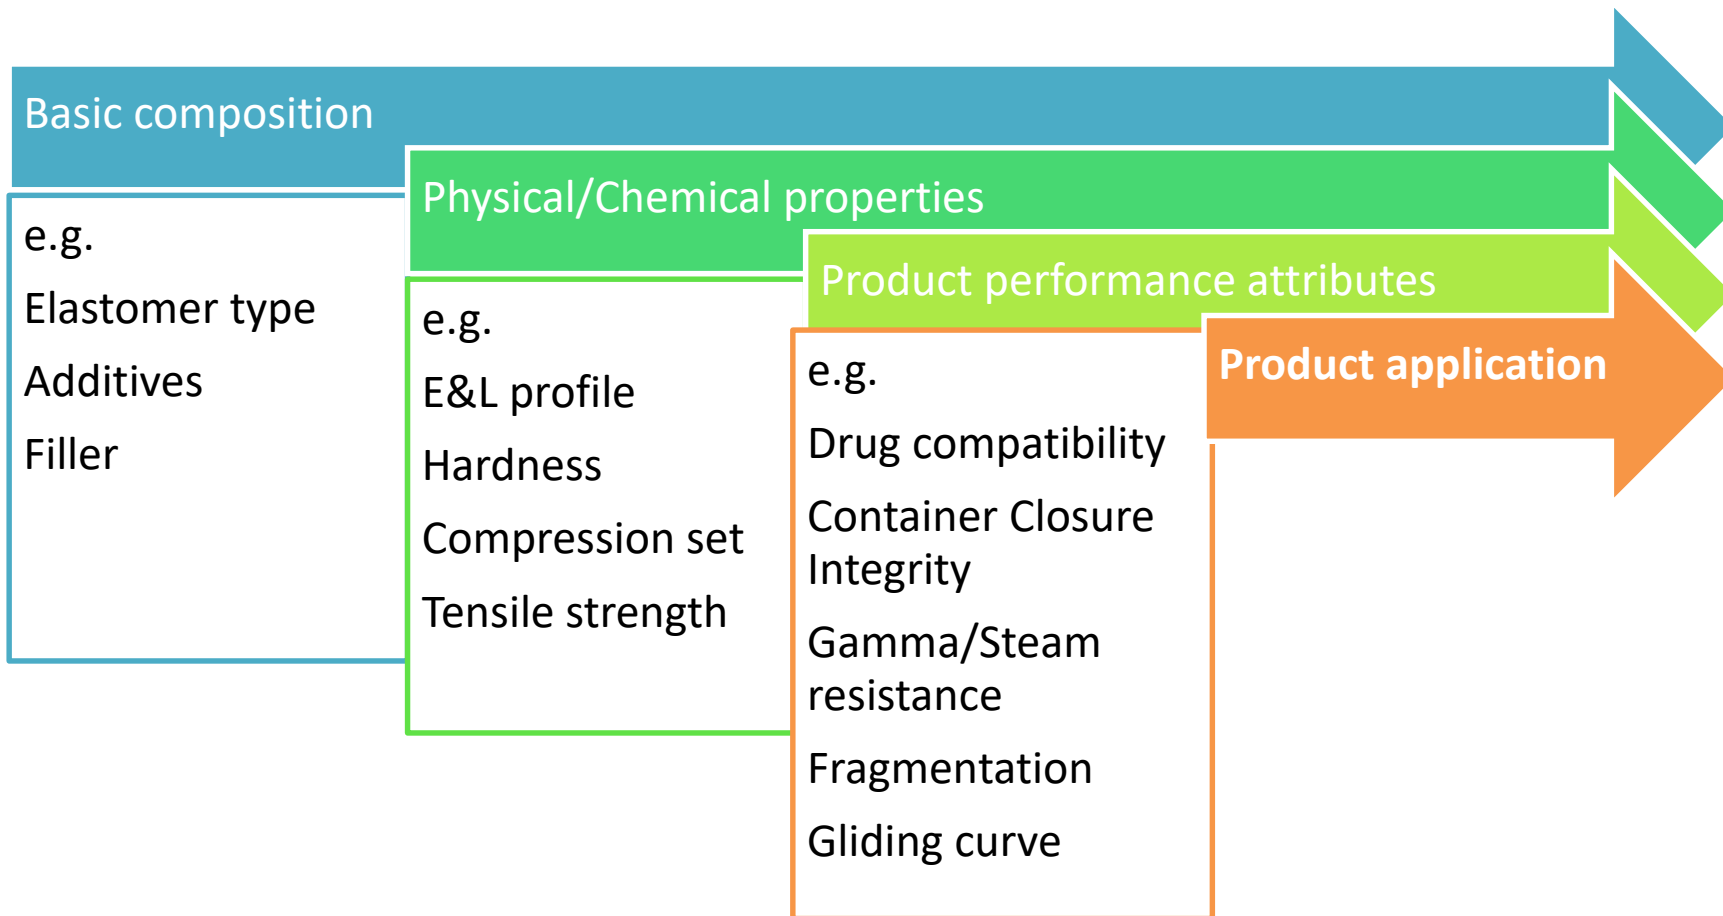 Basic composition
e.g.
Elastomer type
Additives
Filler
Physical/Chemical properties
e.g.
E&L profile
Hardness
Compression set
Tensile strength
Product performance attributes
e.g.
Drug compatibility
Container Closure
Integrity
Gamma/Steam
resistance
Fragmentation
Gliding curve
Product application